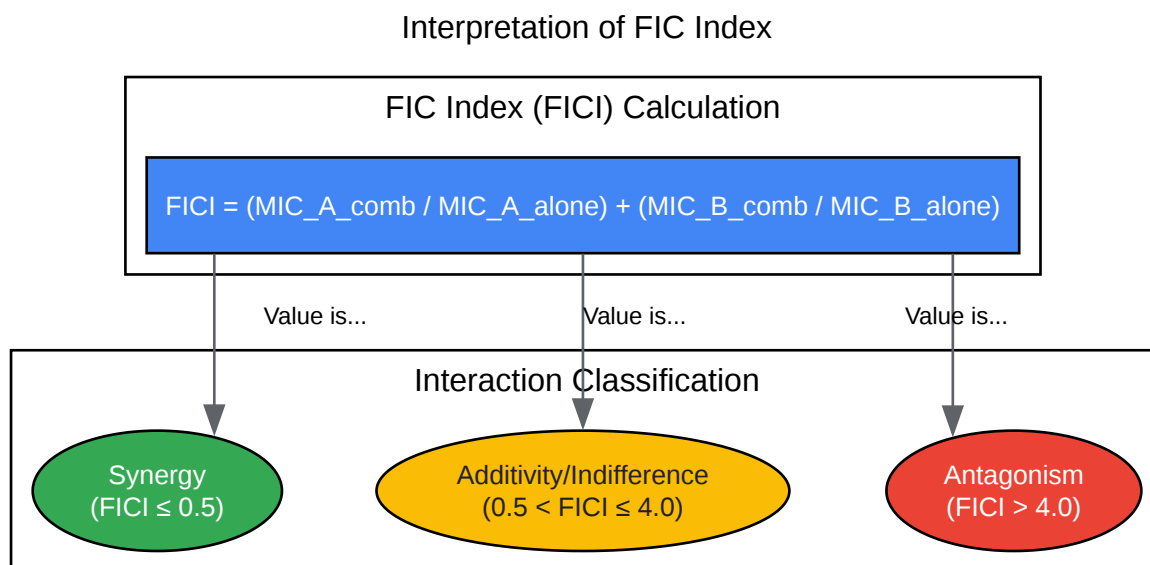 Interpretation of FIC Index
FIC Index (FICI) Calculation
FICI = (MIC_A_comb / MIC_A_alone) + (MIC_B_comb / MIC_B_alone)
Value is...
Value is...
Value is...
Interaction Classification
Synergy
(FICI ≤ 0.5)
Additivity/Indifference
(0.5 < FICI ≤ 4.0)
Antagonism
(FICI > 4.0)